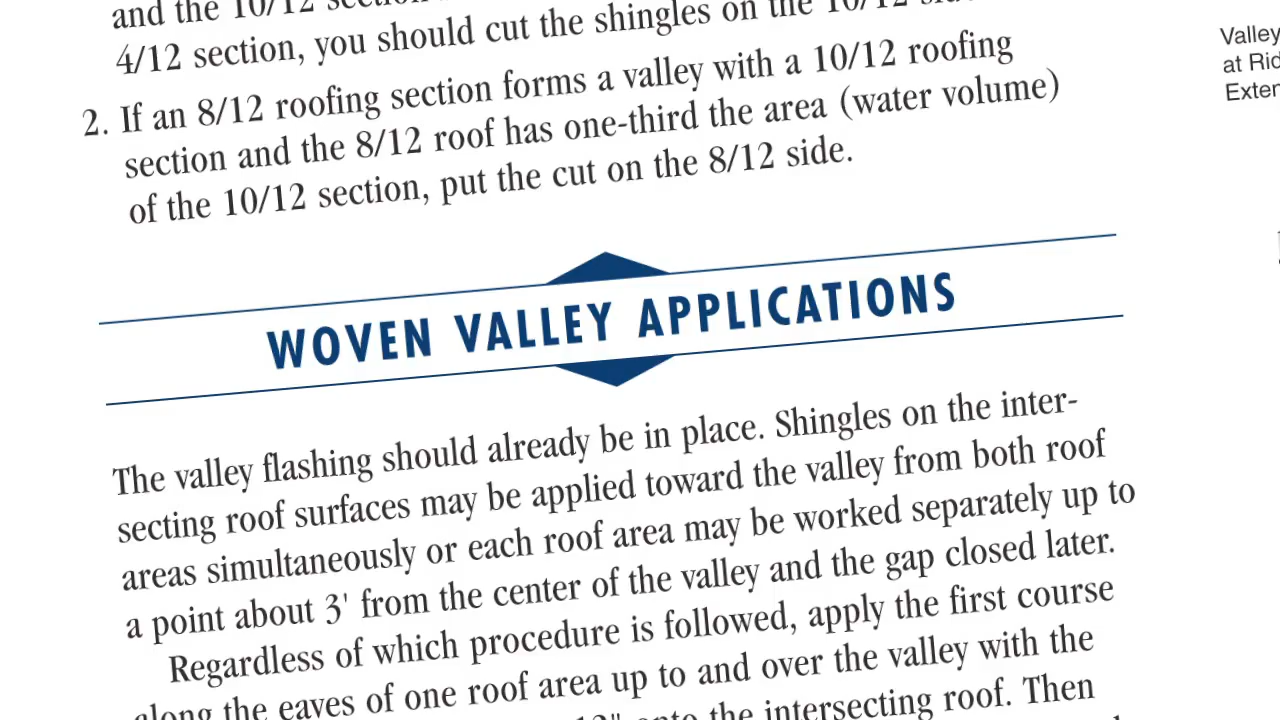 and the 10/12 section
4/12 section, you should cut the shingles on the 10/12 side
2. If an 8/12 roofing section forms a valley with a 10/12 roofing
section and the 8/12 roof has one-third the area (water volume)
of the 10/12 section, put the cut on the 8/12 side.
WOVEN VALLEY APPLICATIONS
The valley flashing should already be in place. Shingles on the inter-
secting roof surfaces may be applied toward the valley from both roof
areas simultaneously or each roof area may be worked separately up to
a point about 3' from the center of the valley and the gap closed later.
Regardless of which procedure is followed, apply the first course
along the eaves of one roof area up to and over the valley with the
12" onto the intersecting roof. Then
Valley
at Rid
Exten